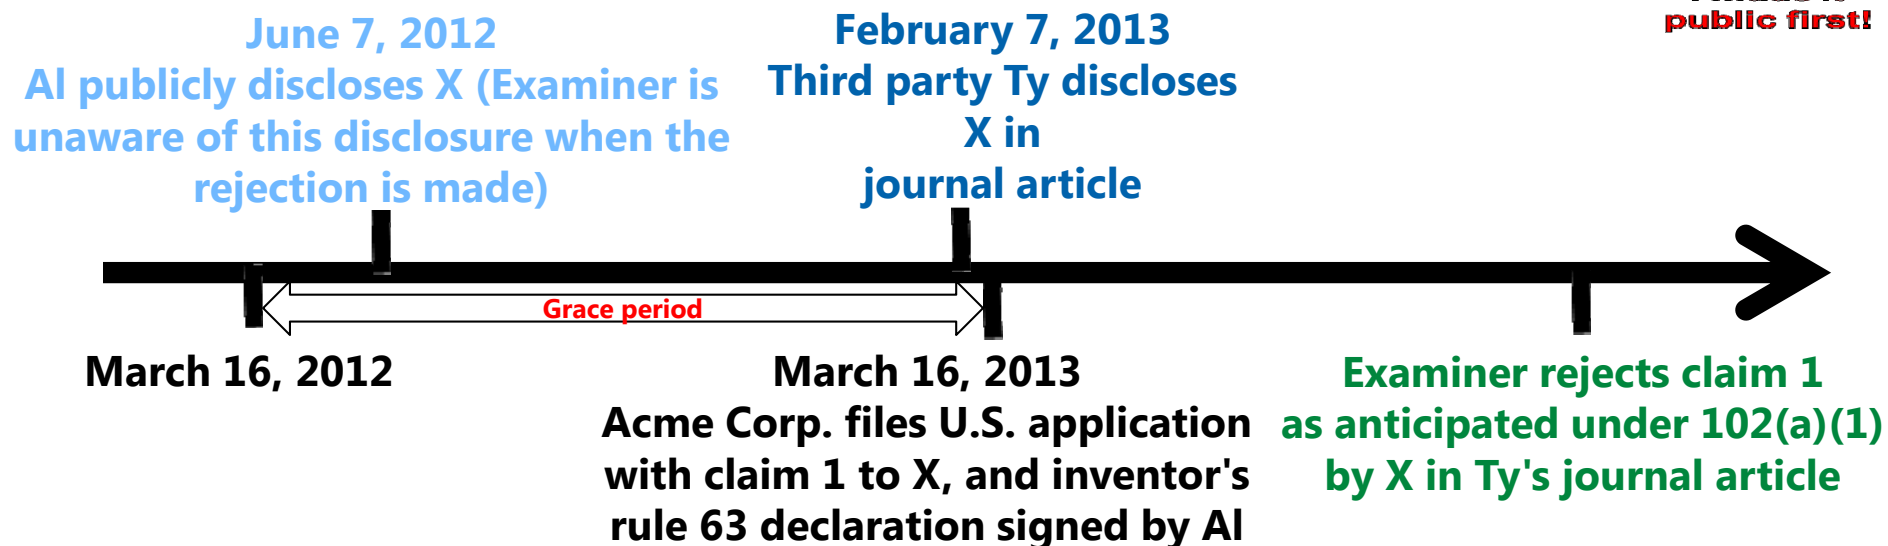 public first!
June 7, 2012
Al publicly discloses X (Examiner is
unaware of this disclosure when the
rejection is made)
February 7, 2013
Third party Ty discloses
X in
journal article
Grace period
March 16, 2012
March 16, 2013
Acme Corp. files U.S. application
with claim 1 to X, and inventor's
rule 63 declaration signed by Al
Examiner rejects claim 1
as anticipated under 102(a)(1)
by X in Ty's journal article